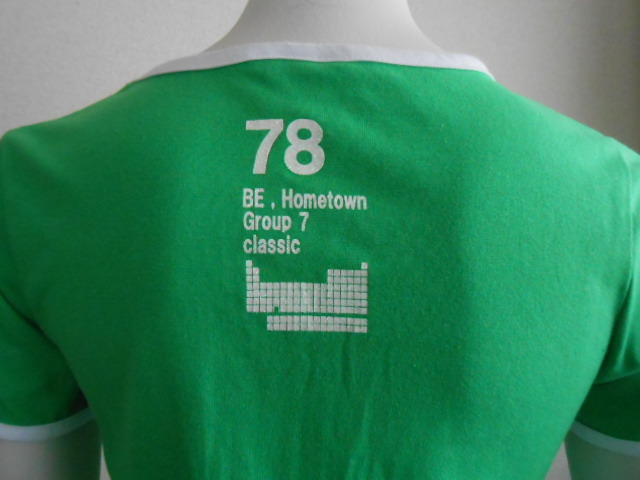 78
BE , Hometown
Group 7
classic